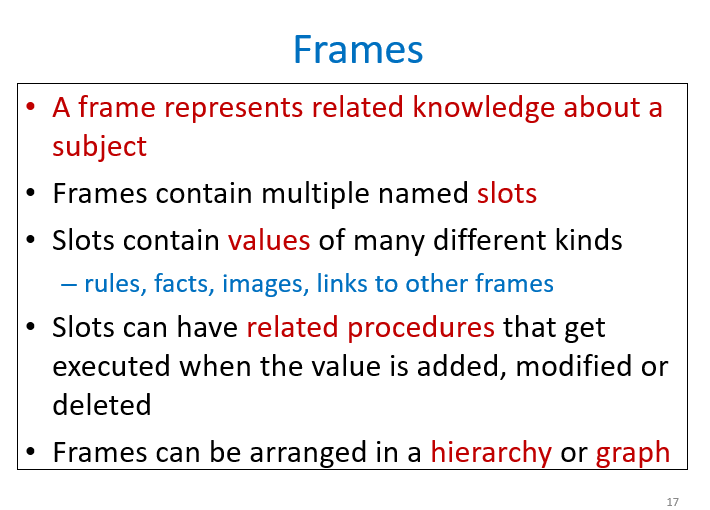 Frames
• A frame represents related knowledge about a
subject
• Frames contain multiple named slots
• Slots contain values of many different kinds
– rules, facts, images, links to other frames
• Slots can have related procedures that get
executed when the value is added, modified or
deleted
• Frames can be arranged in a hierarchy or graph
17